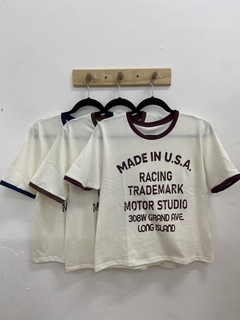 MADE IN U.S.A.
RACING
TRADEMARK
MOTOR STUDIO
308W GRAND AVE.
LONG ISLAND